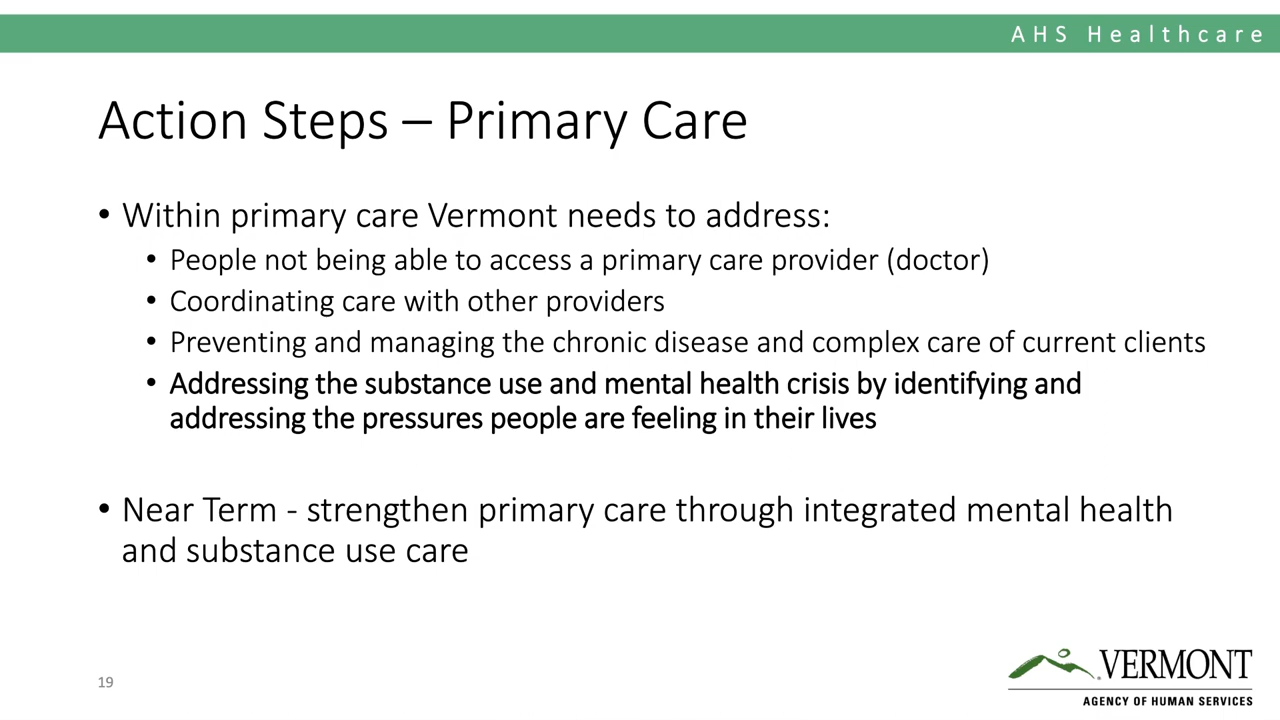 AHS Healthcare
Action Steps – Primary Care
• Within primary care Vermont needs to address:
• People not being able to access a primary care provider (doctor)
• Coordinating care with other providers
• Preventing and managing the chronic disease and complex care of current clients
• Addressing the substance use and mental health crisis by identifying and
addressing the pressures people are feeling in their lives
• Near Term - strengthen primary care through integrated mental health
and substance use care
19
VERMONT
AGENCY OF HUMAN SERVICES